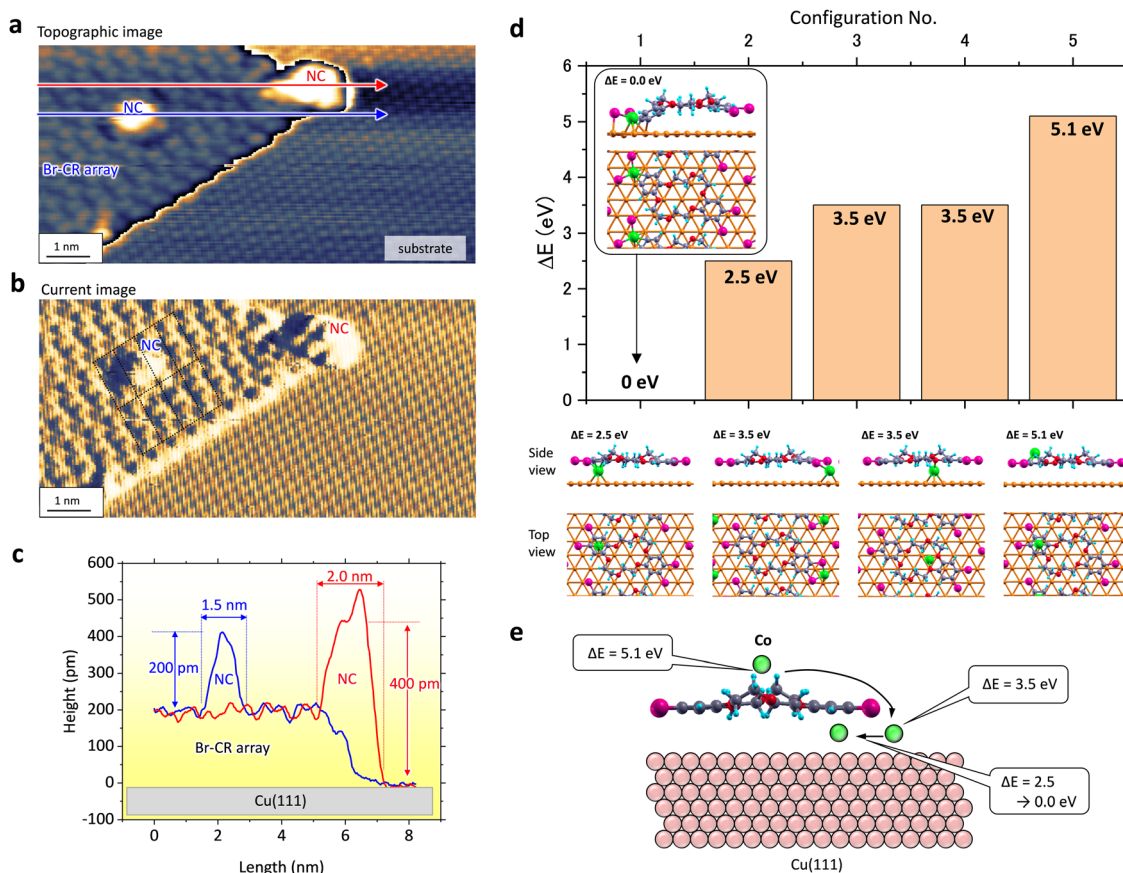 a
Topographic image
NC
NC
Br-CR array
1 nm
substrate
b
Current image
NC
NC
1 nm
c
600
500
400
300
200
100
0
-100
Height (pm)
2.0 nm
1.5 nm
200 pm
NC
NC
400 pm
Br-CR array
Cu(111)
0
2
4
6
8
Length (nm)
d
Configuration No.
1
2
3
4
5
6
5
4
3
2
1
0
ΔE (eV)
ΔE = 0.0 eV
0 eV
2.5 eV
3.5 eV
3.5 eV
5.1 eV
ΔE = 2.5 eV
ΔE = 3.5 eV
ΔE = 3.5 eV
ΔE = 5.1 eV
Side
view
Top
view
e
Co
ΔE = 5.1 eV
ΔE = 3.5 eV
ΔE = 2.5
→ 0.0 eV
Cu(111)